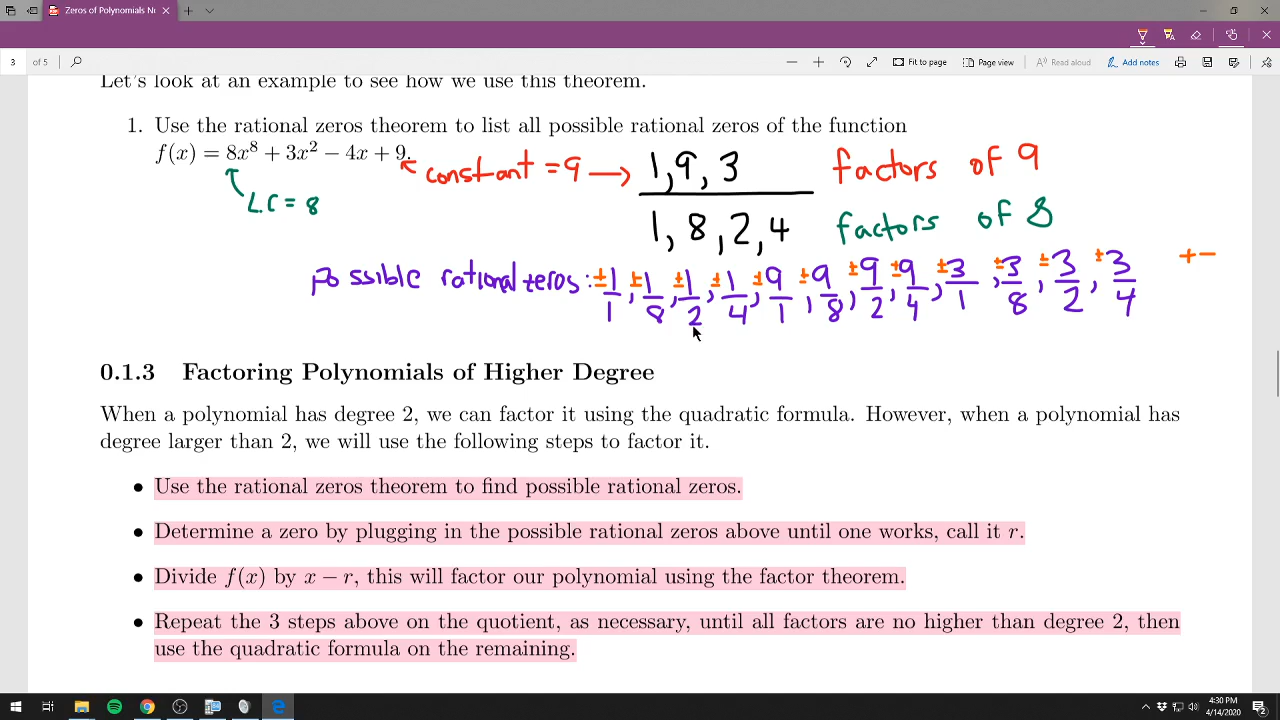 Zeros of Polynomials No
3 of 5
Fit to page
Page view
Read aloud
Add notes
Let's look at an example to see how we use this theorem.
1. Use the rational zeros theorem to list all possible rational zeros of the function
f(x) = 8x⁸ + 3x² − 4x + 9.
constant = 9 → 1, 9, 3 factors of 9
L.C = 8
1, 8, 2, 4 factors of 8
possible rational zeros: ±1/1, ±1/8, ±1/2, ±1/4, ±9/1, ±9/8, ±9/2, ±9/4, ±3/1, ±3/8, ±3/2, ±3/4
+−
0.1.3 Factoring Polynomials of Higher Degree
When a polynomial has degree 2, we can factor it using the quadratic formula. However, when a polynomial has
degree larger than 2, we will use the following steps to factor it.
• Use the rational zeros theorem to find possible rational zeros.
• Determine a zero by plugging in the possible rational zeros above until one works, call it r.
• Divide f(x) by x − r, this will factor our polynomial using the factor theorem.
• Repeat the 3 steps above on the quotient, as necessary, until all factors are no higher than degree 2, then
use the quadratic formula on the remaining.
4:30 PM
4/14/2020